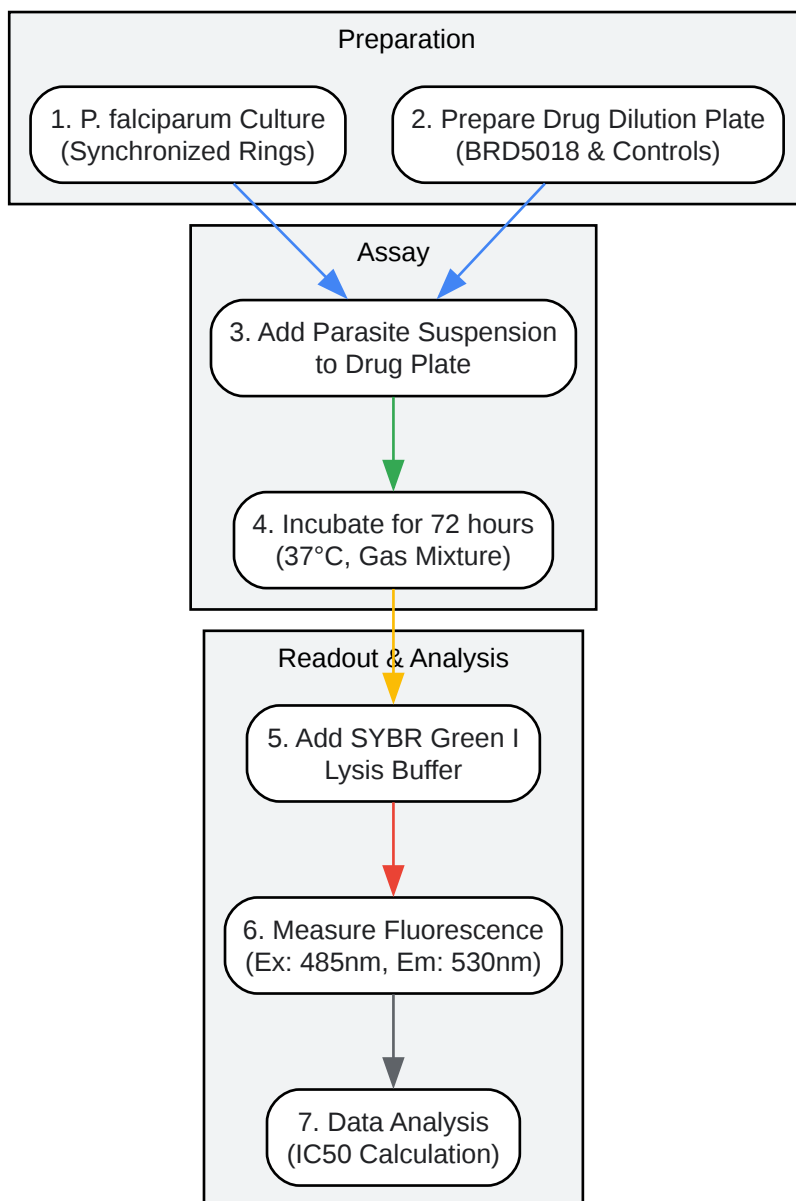 Preparation
1. P. falciparum Culture
(Synchronized Rings)
2. Prepare Drug Dilution Plate
(BRD5018 & Controls)
Assay
3. Add Parasite Suspension
to Drug Plate
4. Incubate for 72 hours
(37°C, Gas Mixture)
Readout & Analysis
5. Add SYBR Green I
Lysis Buffer
6. Measure Fluorescence
(Ex: 485nm, Em: 530nm)
7. Data Analysis
(IC50 Calculation)